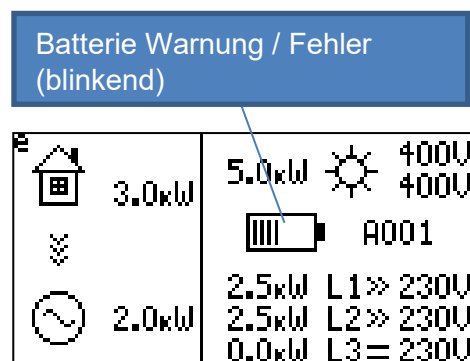 Batterie Warnung / Fehler
(blinkend)
e
3.0kW
2.0kW
5.0kW 400V
400V
A001
2.5kW L1» 230V
2.5kW L2» 230V
0.0kW L3= 230V